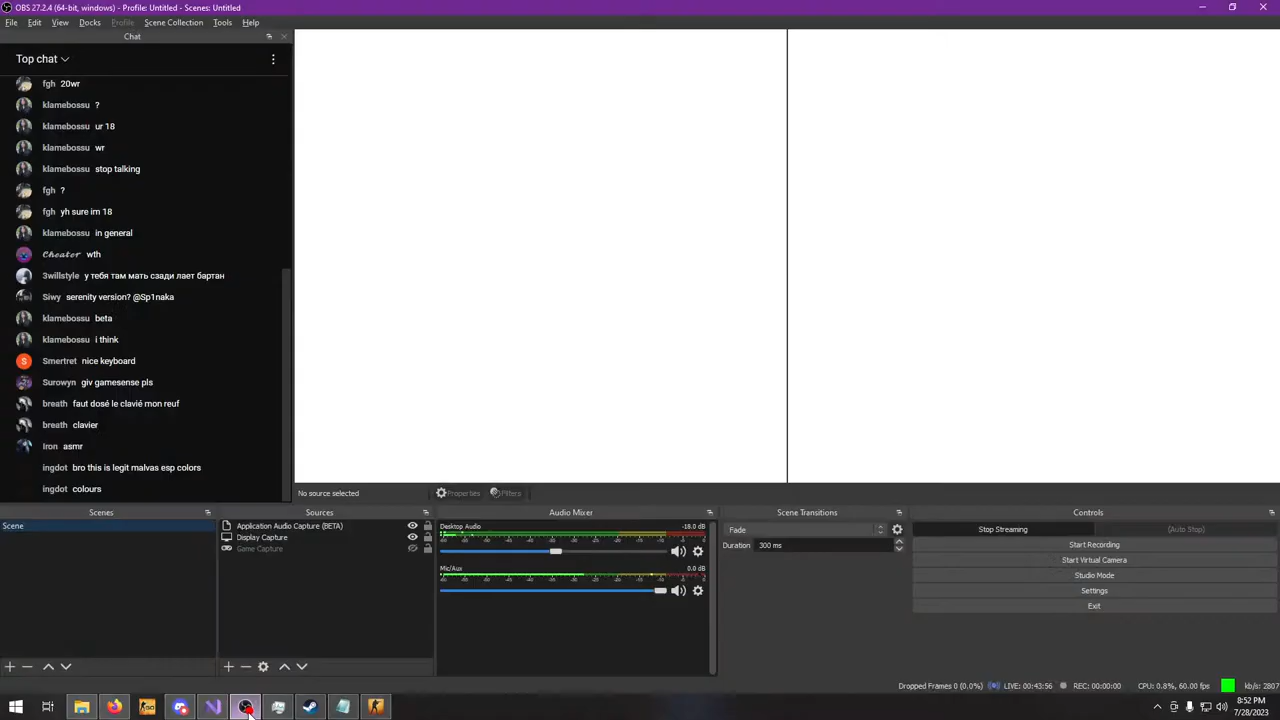 OBS 27.2.4 (64-bit, windows) - Profile: Untitled - Scenes: Untitled
File Edit View Docks Profile Scene Collection Tools Help
Chat
Top chat
fgh 20wr
klamebossu ?
klamebossu ur 18
klamebossu wr
klamebossu stop talking
fgh ?
fgh yh sure im 18
klamebossu in general
𝓒𝓱𝓮𝓪𝓽𝓸𝓻 wth
3willstyle у тебя там мать сзади лает бартан
Siwy serenity version? @Sp1naka
klamebossu beta
klamebossu i think
S Smertret nice keyboard
Surowyn giv gamesense pls
breath faut dosé le clavié mon reuf
breath clavier
Iron asmr
ingdot bro this is legit malvas esp colors
ingdot colours
No source selected Properties Filters
Scenes
Scene
Sources
Application Audio Capture (BETA)
Display Capture
Game Capture
Audio Mixer
Desktop Audio -18.0 dB
Mic/Aux 0.0 dB
Scene Transitions
Fade
Duration 300 ms
Controls
Stop Streaming (Auto Stop)
Start Recording
Start Virtual Camera
Studio Mode
Settings
Exit
Dropped Frames 0 (0.0%) LIVE: 00:43:56 REC: 00:00:00 CPU: 0.8%, 60.00 fps kb/s: 2807
8:52 PM
7/28/2023